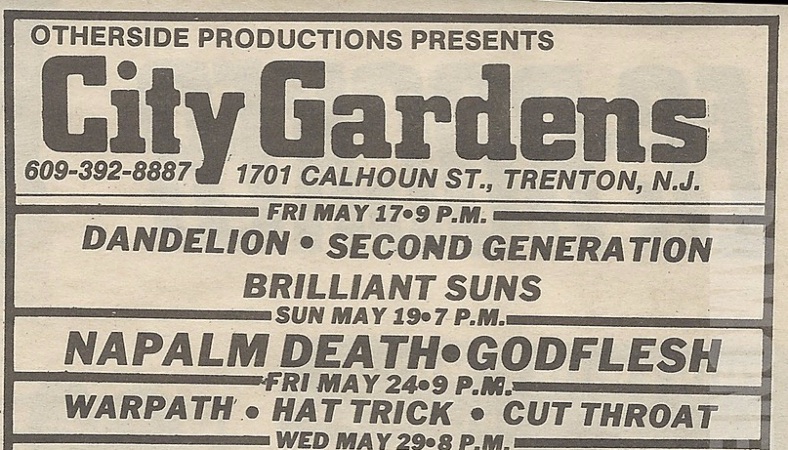 OTHERSIDE PRODUCTIONS PRESENTS
City Gardens
609-392-8887 1701 CALHOUN ST., TRENTON, N.J.
FRI MAY 17•9 P.M.
DANDELION • SECOND GENERATION
BRILLIANT SUNS
SUN MAY 19•7 P.M.
NAPALM DEATH•GODFLESH
FRI MAY 24•9 P.M.
WARPATH • HAT TRICK • CUT THROAT
WED MAY 29•8 P.M.